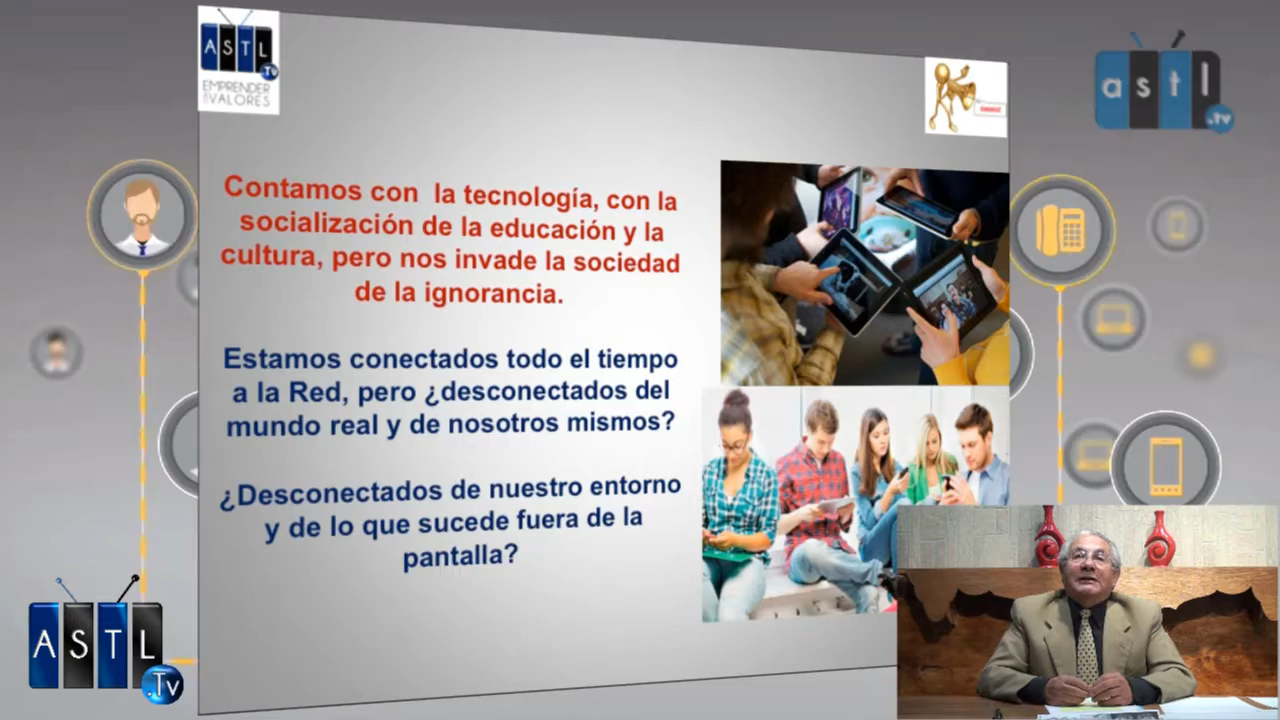 ASTL
Tv
EMPRENDER
CON VALORES
astl
.tv
Contamos con la tecnología, con la
socialización de la educación y la
cultura, pero nos invade la sociedad
de la ignorancia.
Estamos conectados todo el tiempo
a la Red, pero ¿desconectados del
mundo real y de nosotros mismos?
¿Desconectados de nuestro entorno
y de lo que sucede fuera de la
pantalla?
ASTL
.Tv